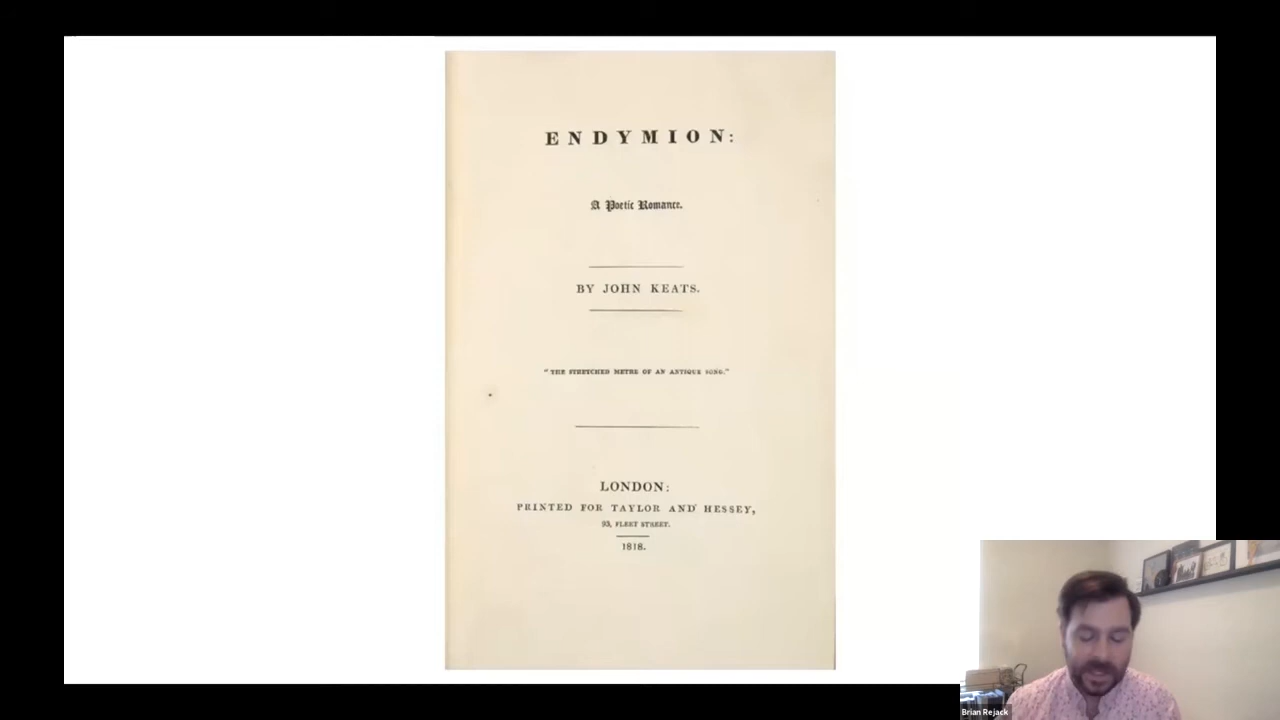 ENDYMION:
A Poetic Romance.
BY JOHN KEATS.
"THE STRETCHED METRE OF AN ANTIQUE SONG."
LONDON:
PRINTED FOR TAYLOR AND HESSEY,
93, FLEET STREET.
1818.
Brian Rejack